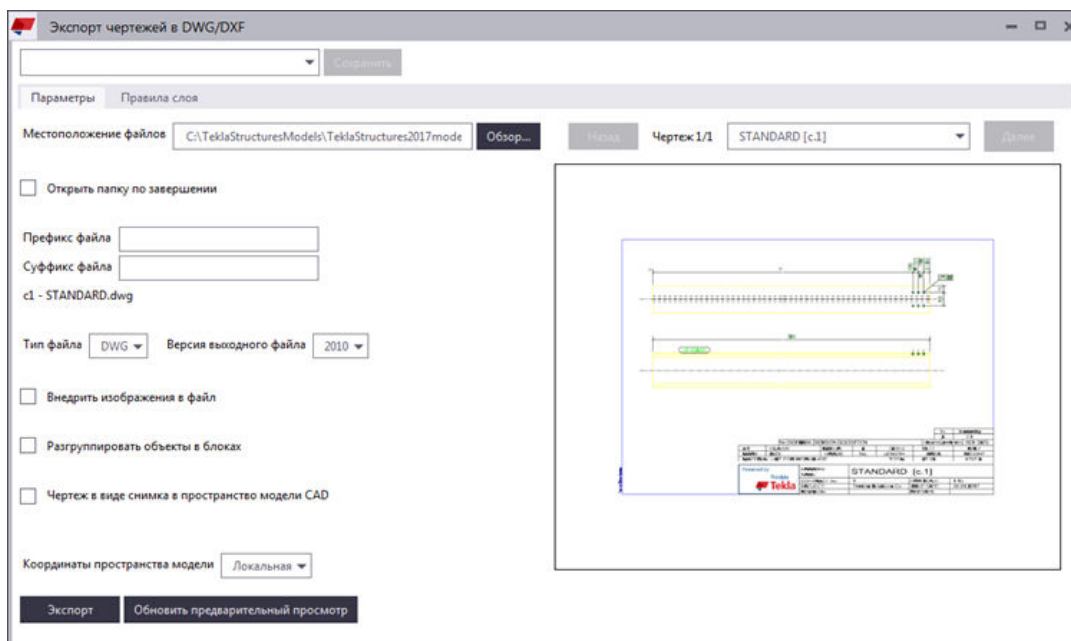 Экспорт чертежей в DWG/DXF
Сохранить
Параметры Правила слоя
Местоположение файлов C:\TeklaStructuresModels\TeklaStructures2017mode Обзор... Назад Чертеж 1/1 STANDARD [c.1] Далее
Открыть папку по завершении
Префикс файла
Суффикс файла
c1 - STANDARD.dwg
Тип файла DWG Версия выходного файла 2010
Внедрить изображения в файл
Разгруппировать объекты в блоках
Чертеж в виде снимка в пространство модели CAD
Координаты пространства модели Локальная
Экспорт Обновить предварительный просмотр
Powered by
Trimble
Tekla
STANDARD [c.1]